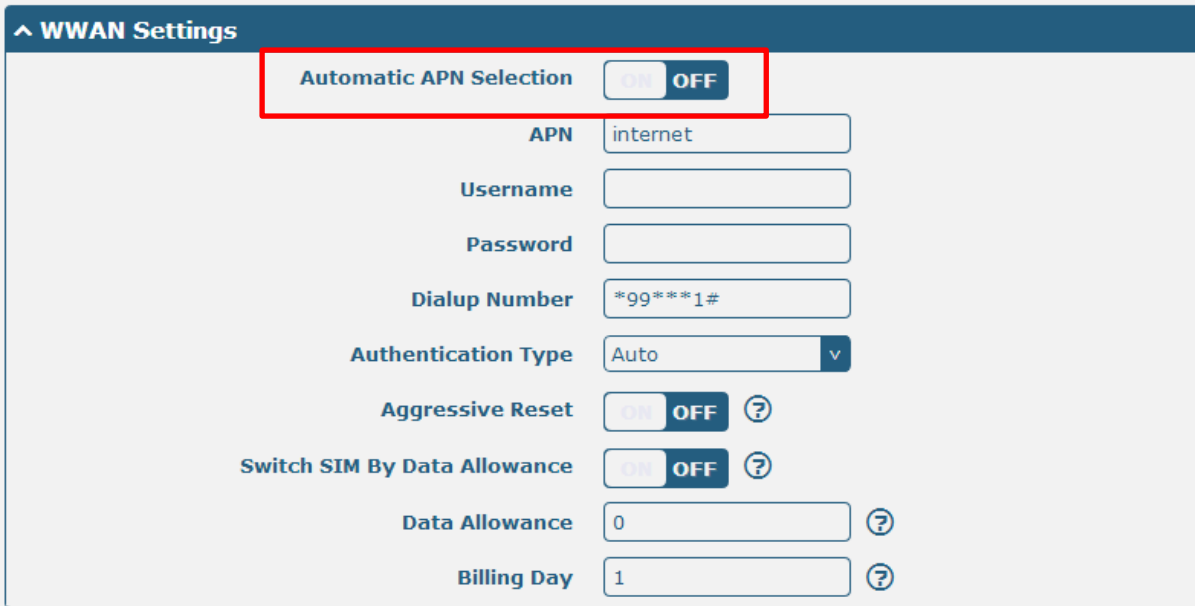 ^ WWAN Settings
Automatic APN Selection ON OFF
APN internet
Username
Password
Dialup Number *99***1#
Authentication Type Auto v
Aggressive Reset ON OFF ?
Switch SIM By Data Allowance ON OFF ?
Data Allowance 0 ?
Billing Day 1 ?